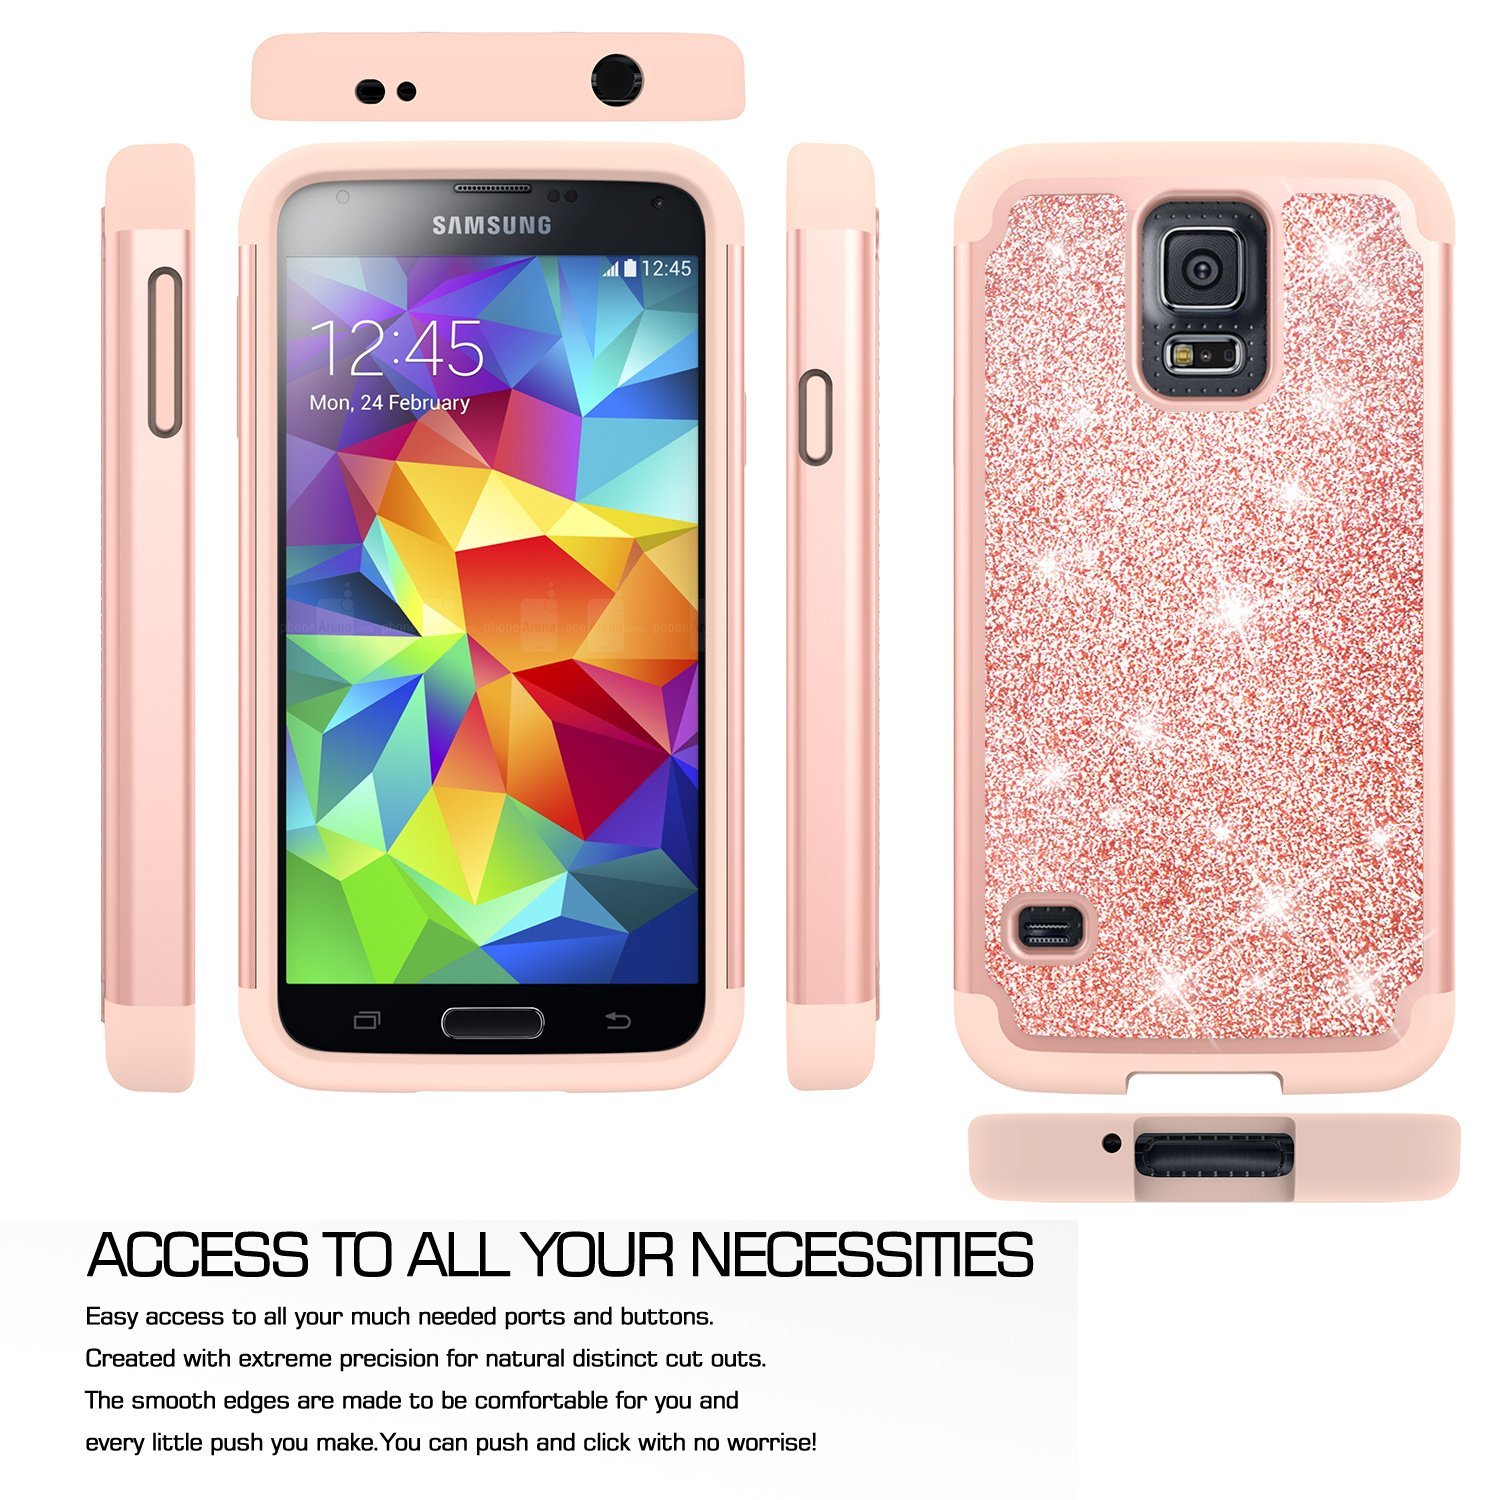 SAMSUNG
12:45
12:45
Mon, 24 February
phoneArena.com
ACCESS TO ALL YOUR NECESSITIES
Easy access to all your much needed ports and buttons.
Created with extreme precision for natural distinct cut outs.
The smooth edges are made to be comfortable for you and
every little push you make.You can push and click with no worrise!